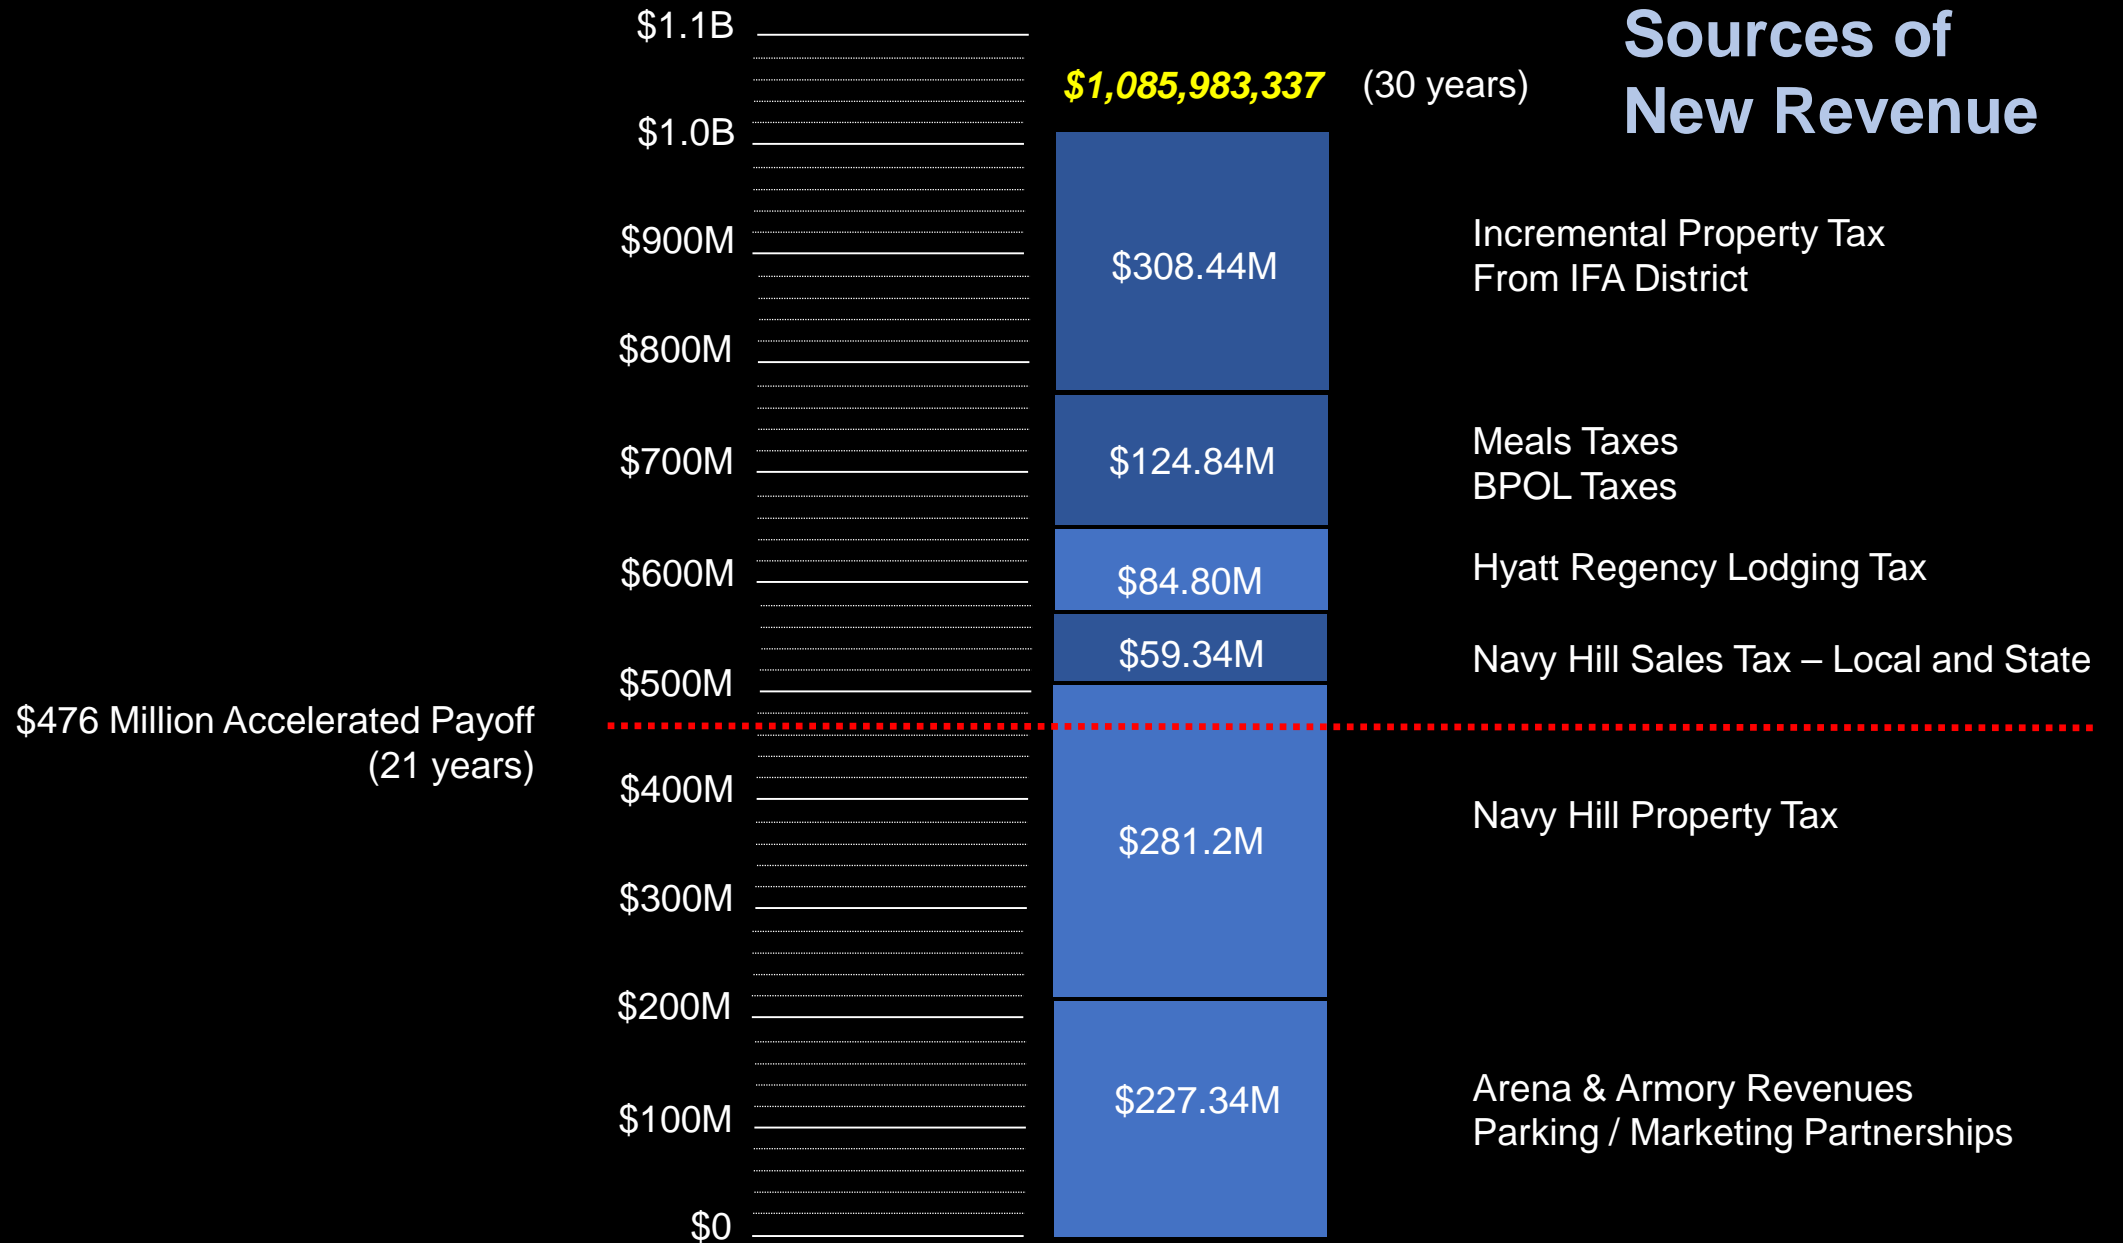 Sources of
New Revenue
$1.1B
$1,085,983,337 (30 years)
$1.0B
$900M
$308.44M
Incremental Property Tax
From IFA District
$800M
$700M
$124.84M
Meals Taxes
BPOL Taxes
$600M
$84.80M
Hyatt Regency Lodging Tax
$500M
$59.34M
Navy Hill Sales Tax – Local and State
$476 Million Accelerated Payoff
(21 years)
$400M
$281.2M
Navy Hill Property Tax
$300M
$200M
$100M
$227.34M
Arena & Armory Revenues
Parking / Marketing Partnerships
$0